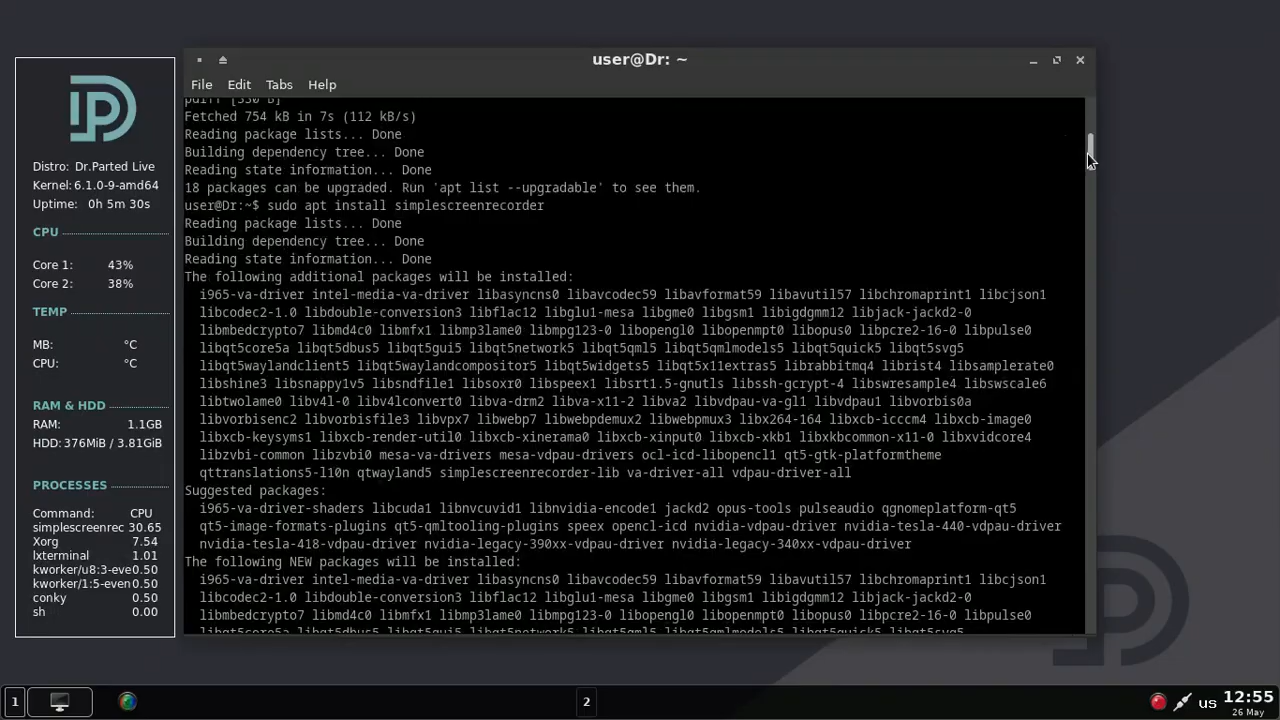 user@Dr: ~
File Edit Tabs Help
Distro: Dr.Parted Live
Kernel: 6.1.0-9-amd64
Uptime: 0h 5m 30s
CPU
Core 1: 43%
Core 2: 38%
TEMP
MB: °C
CPU: °C
RAM & HDD
RAM: 1.1GB
HDD: 376MiB / 3.81GiB
PROCESSES
Command: CPU
simplescreenrec 30.65
Xorg 7.54
lxterminal 1.01
kworker/u8:3-eve 0.50
kworker/1:5-even 0.50
conky 0.50
sh 0.00
Fetched 754 kB in 7s (112 kB/s)
Reading package lists... Done
Building dependency tree... Done
Reading state information... Done
18 packages can be upgraded. Run 'apt list --upgradable' to see them.
user@Dr:~$ sudo apt install simplescreenrecorder
Reading package lists... Done
Building dependency tree... Done
Reading state information... Done
The following additional packages will be installed:
i965-va-driver intel-media-va-driver libasyncns0 libavcodec59 libavformat59 libavutil57 libchromaprint1 libcjson1
libcodec2-1.0 libdouble-conversion3 libflac12 libglu1-mesa libgme0 libgsm1 libigdgmm12 libjack-jackd2-0
libmbedcrypto7 libmd4c0 libmfx1 libmp3lame0 libmpg123-0 libopengl0 libopenmpt0 libopus0 libpcre2-16-0 libpulse0
libqt5core5a libqt5dbus5 libqt5gui5 libqt5network5 libqt5qml5 libqt5qmlmodels5 libqt5quick5 libqt5svg5
libqt5waylandclient5 libqt5waylandcompositor5 libqt5widgets5 libqt5x11extras5 librabbitmq4 librist4 libsamplerate0
libshine3 libsnappy1v5 libsndfile1 libsoxr0 libspeex1 libsrt1.5-gnutls libssh-gcrypt-4 libswresample4 libswscale6
libtwolame0 libv4l-0 libv4lconvert0 libva-drm2 libva-x11-2 libva2 libvdpau-va-gl1 libvdpau1 libvorbis0a
libvorbisenc2 libvorbisfile3 libvpx7 libwebp7 libwebpdemux2 libwebpmux3 libx264-164 libxcb-icccm4 libxcb-image0
libxcb-keysyms1 libxcb-render-util0 libxcb-xinerama0 libxcb-xinput0 libxcb-xkb1 libxkbcommon-x11-0 libxvidcore4
libzvbi-common libzvbi0 mesa-va-drivers mesa-vdpau-drivers ocl-icd-libopencl1 qt5-gtk-platformtheme
qttranslations5-l10n qtwayland5 simplescreenrecorder-lib va-driver-all vdpau-driver-all
Suggested packages:
i965-va-driver-shaders libcuda1 libnvcuvid1 libnvidia-encode1 jackd2 opus-tools pulseaudio qgnomeplatform-qt5
qt5-image-formats-plugins qt5-qmltooling-plugins speex opencl-icd nvidia-vdpau-driver nvidia-tesla-440-vdpau-driver
nvidia-tesla-418-vdpau-driver nvidia-legacy-390xx-vdpau-driver nvidia-legacy-340xx-vdpau-driver
The following NEW packages will be installed:
i965-va-driver intel-media-va-driver libasyncns0 libavcodec59 libavformat59 libavutil57 libchromaprint1 libcjson1
libcodec2-1.0 libdouble-conversion3 libflac12 libglu1-mesa libgme0 libgsm1 libigdgmm12 libjack-jackd2-0
libmbedcrypto7 libmd4c0 libmfx1 libmp3lame0 libmpg123-0 libopengl0 libopenmpt0 libopus0 libpcre2-16-0 libpulse0
1
2
us
12:55
26 May